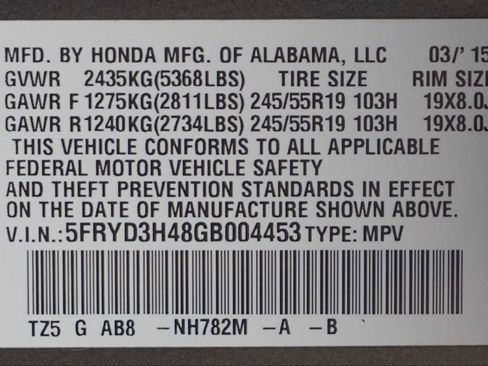 MFD. BY HONDA MFG. OF ALABAMA, LLC 03/' 15
GVWR 2435KG(5368LBS) TIRE SIZE RIM SIZE
GAWR F 1275KG(2811LBS) 245/55R19 103H 19X8.0J
GAWR R 1240KG(2734LBS) 245/55R19 103H 19X8.0J
THIS VEHICLE CONFORMS TO ALL APPLICABLE
FEDERAL MOTOR VEHICLE SAFETY
AND THEFT PREVENTION STANDARDS IN EFFECT
ON THE DATE OF MANUFACTURE SHOWN ABOVE.
V.I.N.: 5FRYD3H48GB004453 TYPE: MPV
TZ5 G AB8 -NH782M -A -B